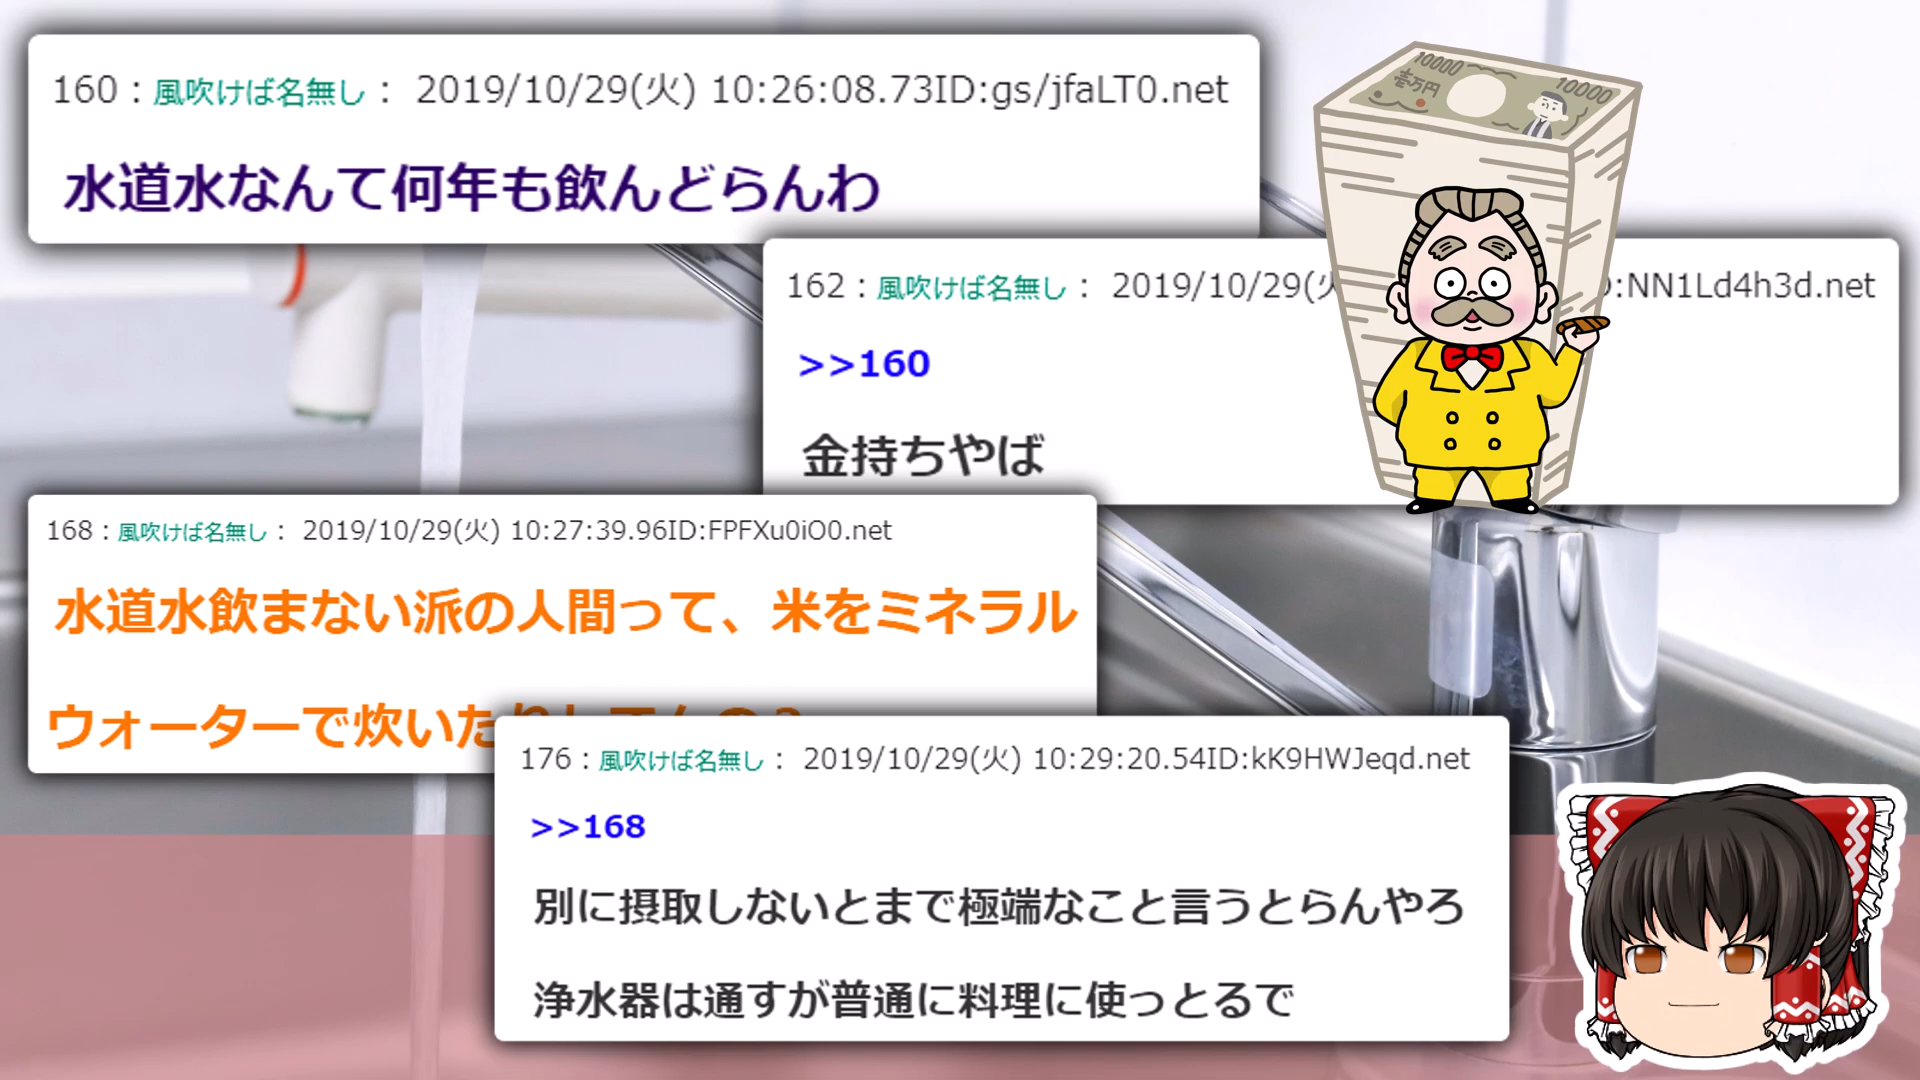 160：風吹けば名無し： 2019/10/29(火) 10:26:08.73ID:gs/jfaLT0.net
水道水なんて何年も飲んどらんわ
10000
壱万円
10000
162：風吹けば名無し： 2019/10/29( :NN1Ld4h3d.net
>>160
金持ちやば
168：風吹けば名無し： 2019/10/29(火) 10:27:39.96ID:FPFXu0iO0.net
水道水飲まない派の人間って、米をミネラル
ウォーターで炊いた
176：風吹けば名無し： 2019/10/29(火) 10:29:20.54ID:kK9HWJeqd.net
>>168
別に摂取しないとまで極端なこと言うとらんやろ
浄水器は通すが普通に料理に使っとるで